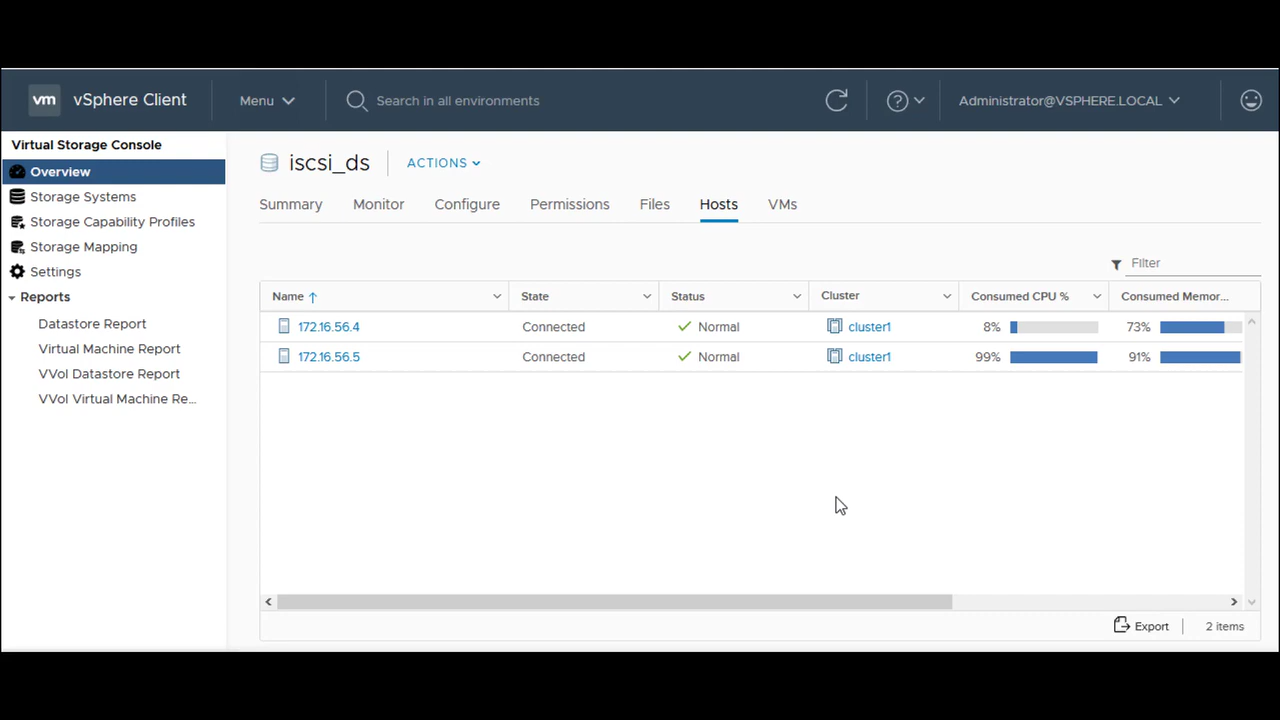 vm vSphere Client Menu Search in all environments ? Administrator@VSPHERE.LOCAL
Virtual Storage Console
Overview
Storage Systems
Storage Capability Profiles
Storage Mapping
Settings
Reports
Datastore Report
Virtual Machine Report
VVol Datastore Report
VVol Virtual Machine Re...
iscsi_ds ACTIONS
Summary Monitor Configure Permissions Files Hosts VMs
Filter
Name State Status Cluster Consumed CPU % Consumed Memor...
172.16.56.4 Connected Normal cluster1 8% 73%
172.16.56.5 Connected Normal cluster1 99% 91%
Export 2 items